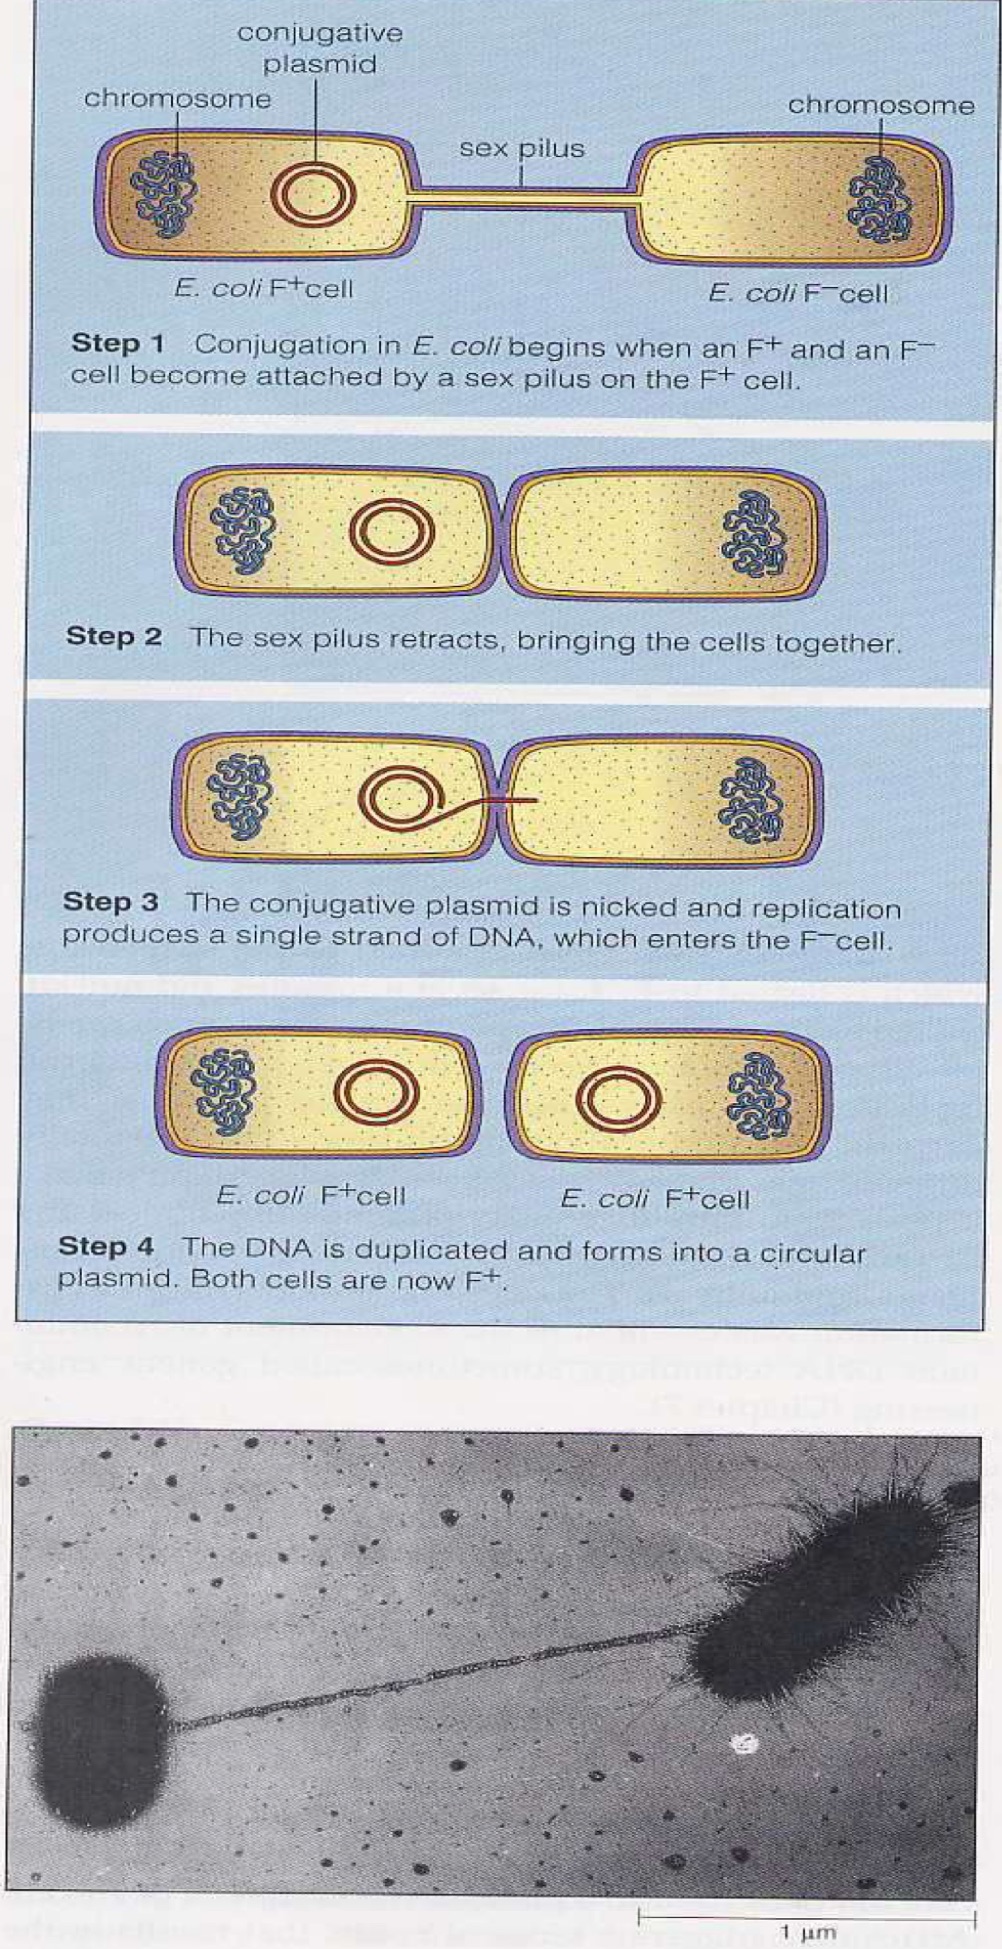 conjugative
plasmid
chromosome
chromosome
sex pilus
E. coli F+cell
E. coli F−cell
Step 1 Conjugation in E. coli begins when an F+ and an F−
cell become attached by a sex pilus on the F+ cell.
Step 2 The sex pilus retracts, bringing the cells together.
Step 3 The conjugative plasmid is nicked and replication
produces a single strand of DNA, which enters the F−cell.
E. coli F+cell
E. coli F+cell
Step 4 The DNA is duplicated and forms into a circular
plasmid. Both cells are now F+.
1 μm